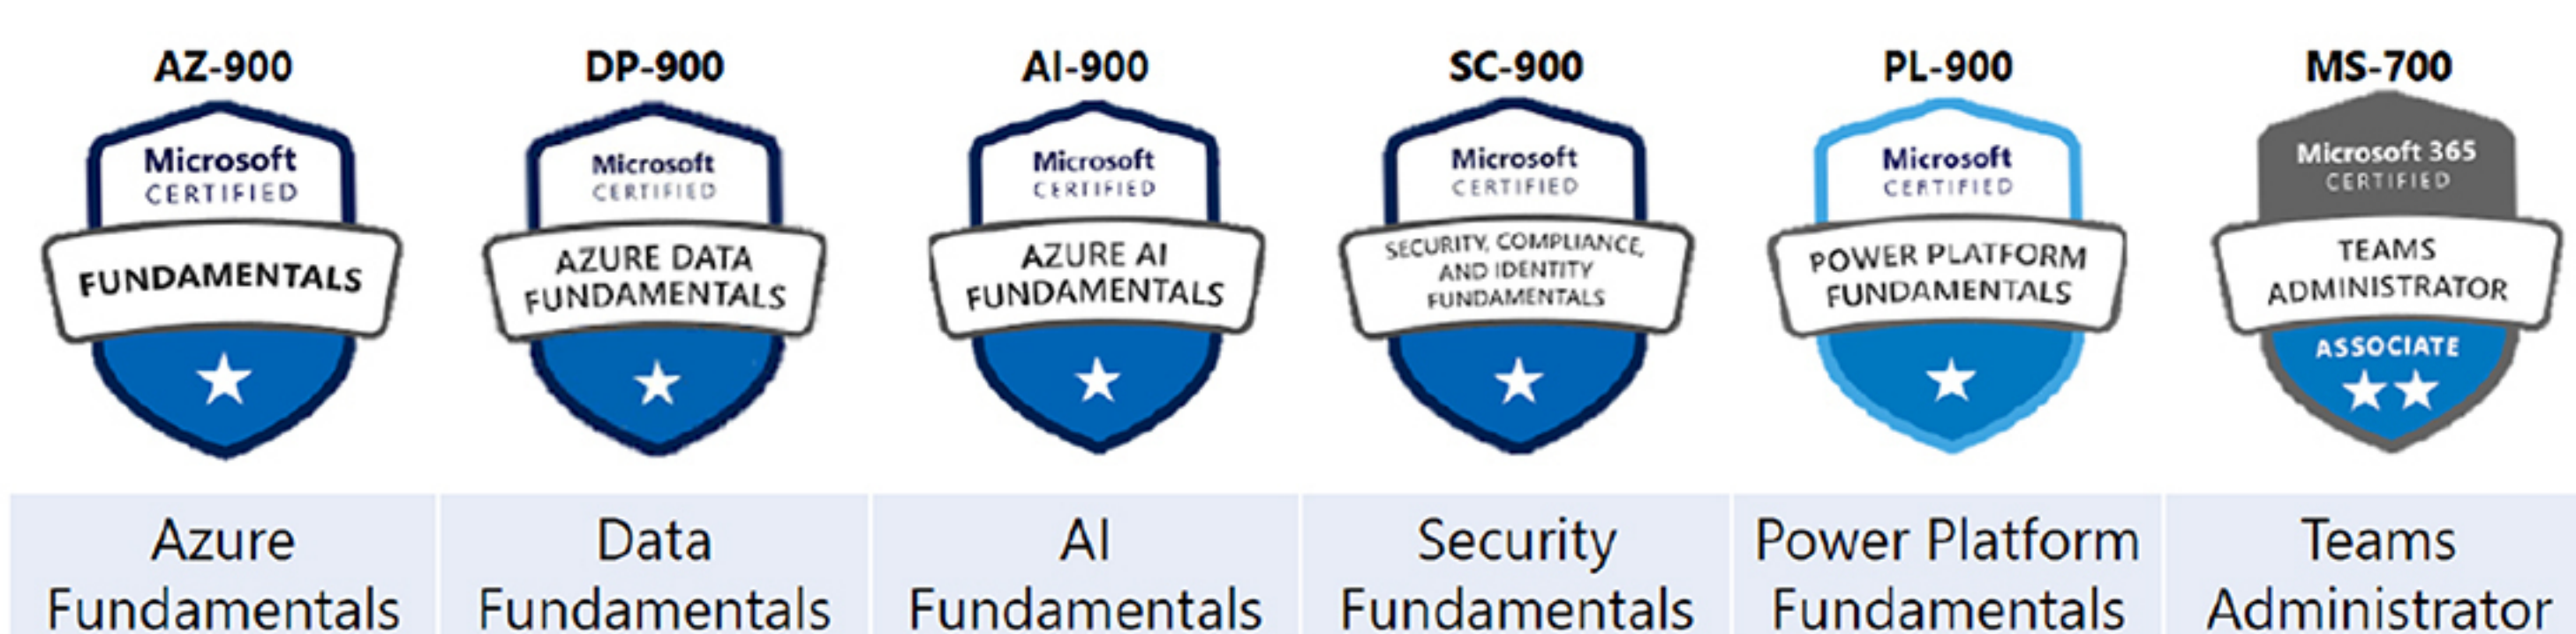 AZ-900
DP-900
AI-900
SC-900
PL-900
MS-700
Microsoft
CERTIFIED
FUNDAMENTALS
Microsoft
CERTIFIED
AZURE DATA
FUNDAMENTALS
Microsoft
CERTIFIED
AZURE AI
FUNDAMENTALS
Microsoft
CERTIFIED
SECURITY, COMPLIANCE,
AND IDENTITY
FUNDAMENTALS
Microsoft
CERTIFIED
POWER PLATFORM
FUNDAMENTALS
Microsoft 365
CERTIFIED
TEAMS
ADMINISTRATOR
ASSOCIATE
Azure
Fundamentals
Data
Fundamentals
AI
Fundamentals
Security
Fundamentals
Power Platform
Fundamentals
Teams
Administrator